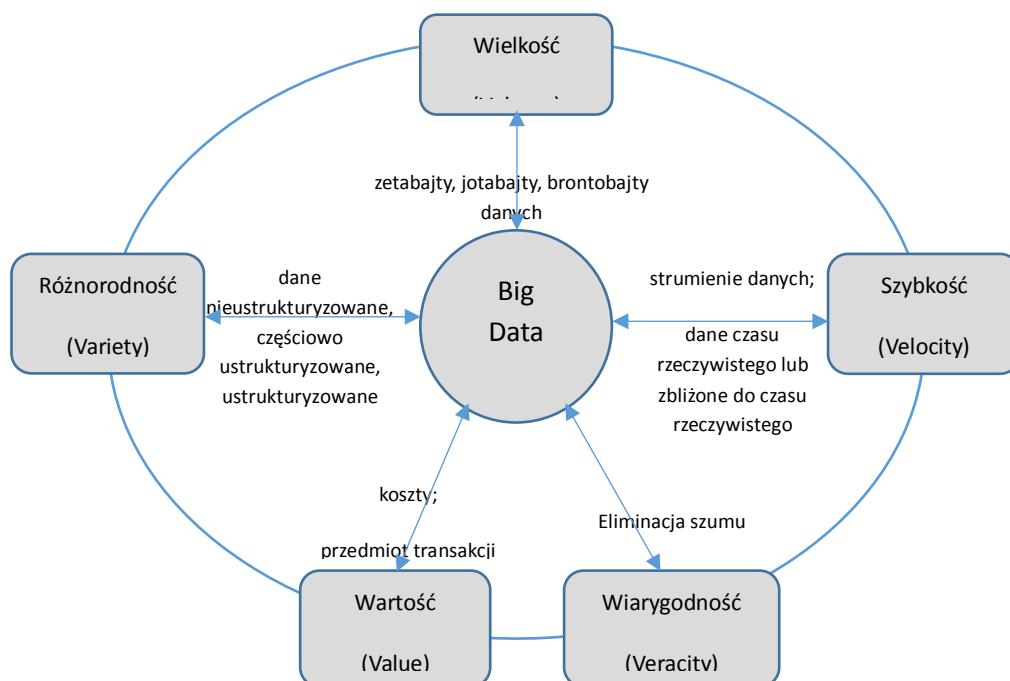 Wielkość
zetabajty, jotabajty, brontobajty
danych
Różnorodność
(Variety)
dane
nieustrukturyzowane,
częściowo
ustrukturyzowane,
ustrukturyzowane
Big
Data
strumienie danych;
dane czasu
rzeczywistego lub
zbliżone do czasu
rzeczywistego
Szybkość
(Velocity)
koszty;
przedmiot transakcji
Eliminacja szumu
Wartość
(Value)
Wiarygodność
(Veracity)